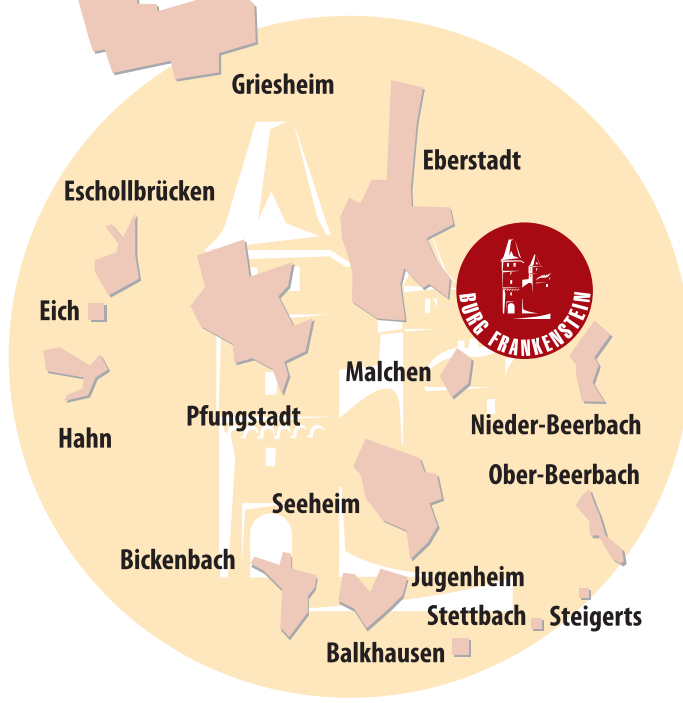 Griesheim
Eberstadt
Eschollbrücken
Eich
BURG FRANKENSTEIN
Malchen
Pfungstadt
Nieder-Beerbach
Hahn
Ober-Beerbach
Seeheim
Bickenbach
Jugenheim
Stettbach
Steigerts
Balkhausen